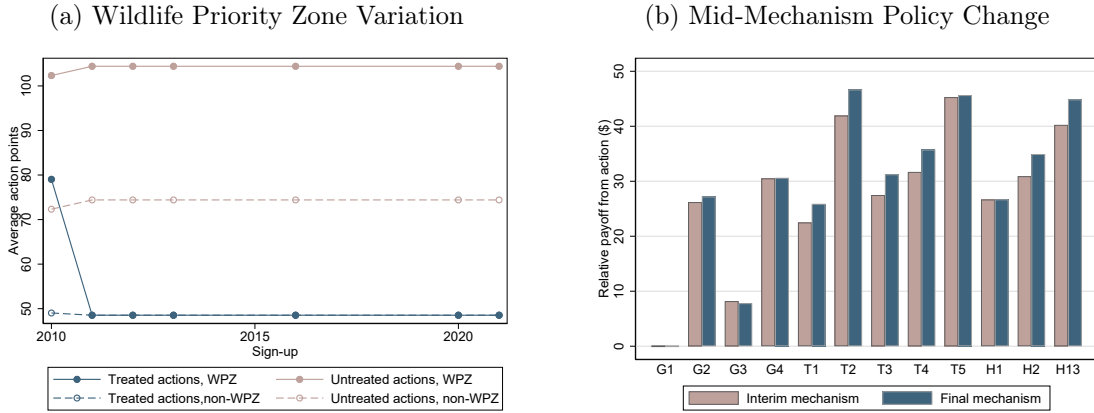 (a) Wildlife Priority Zone Variation
Average action points
100
90
80
70
60
50
2010
2015
2020
Sign-up
Treated actions, WPZ
Untreated actions, WPZ
Treated actions,non-WPZ
Untreated actions, non-WPZ
(b) Mid-Mechanism Policy Change
Relative payoff from action ($)
50
40
30
20
10
0
G1 G2 G3 G4 T1 T2 T3 T4 T5 H1 H2 H13
Interim mechanism
Final mechanism